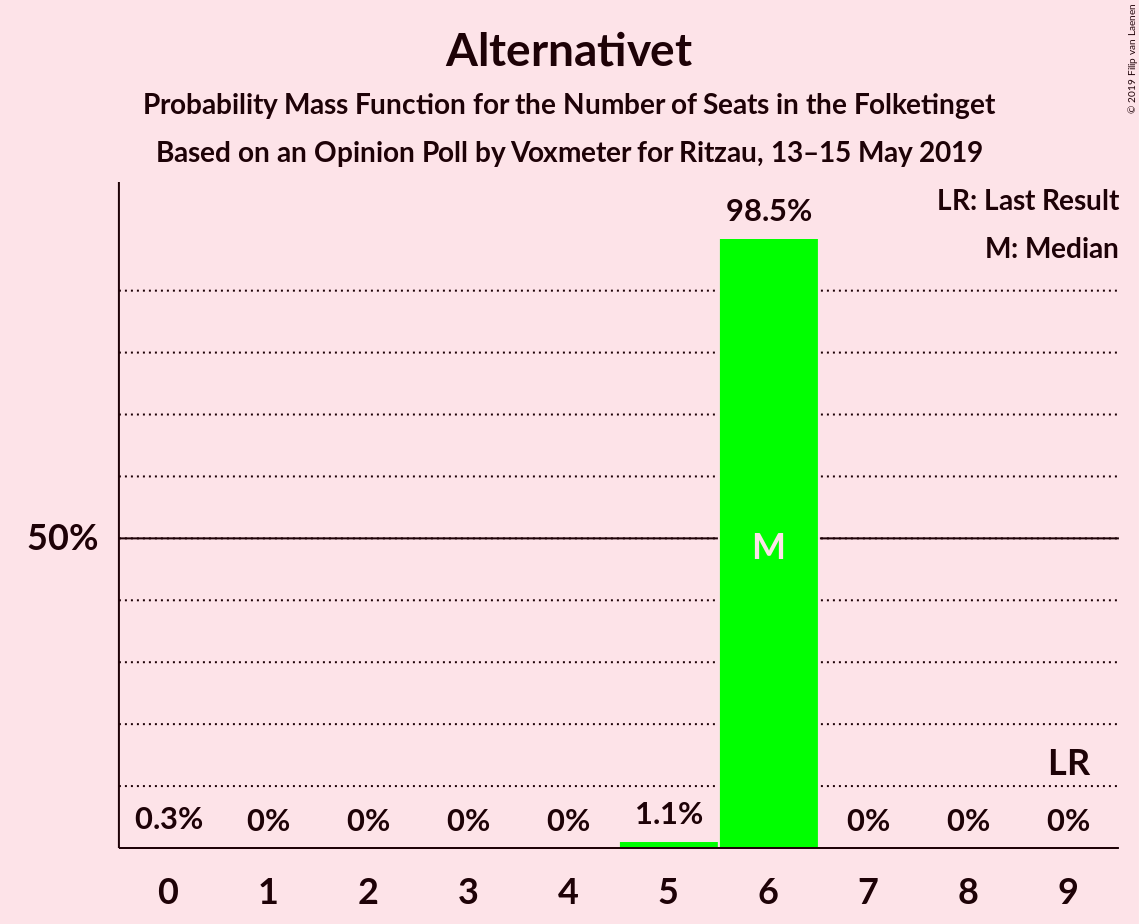 Alternativet
Probability Mass Function for the Number of Seats in the Folketinget
Based on an Opinion Poll by Voxmeter for Ritzau, 13–15 May 2019
© 2019 Filip van Laenen
LR: Last Result
M: Median
98.5%
50%
M
LR
0.3% 0% 0% 0% 0% 1.1% 0% 0% 0%
0 1 2 3 4 5 6 7 8 9